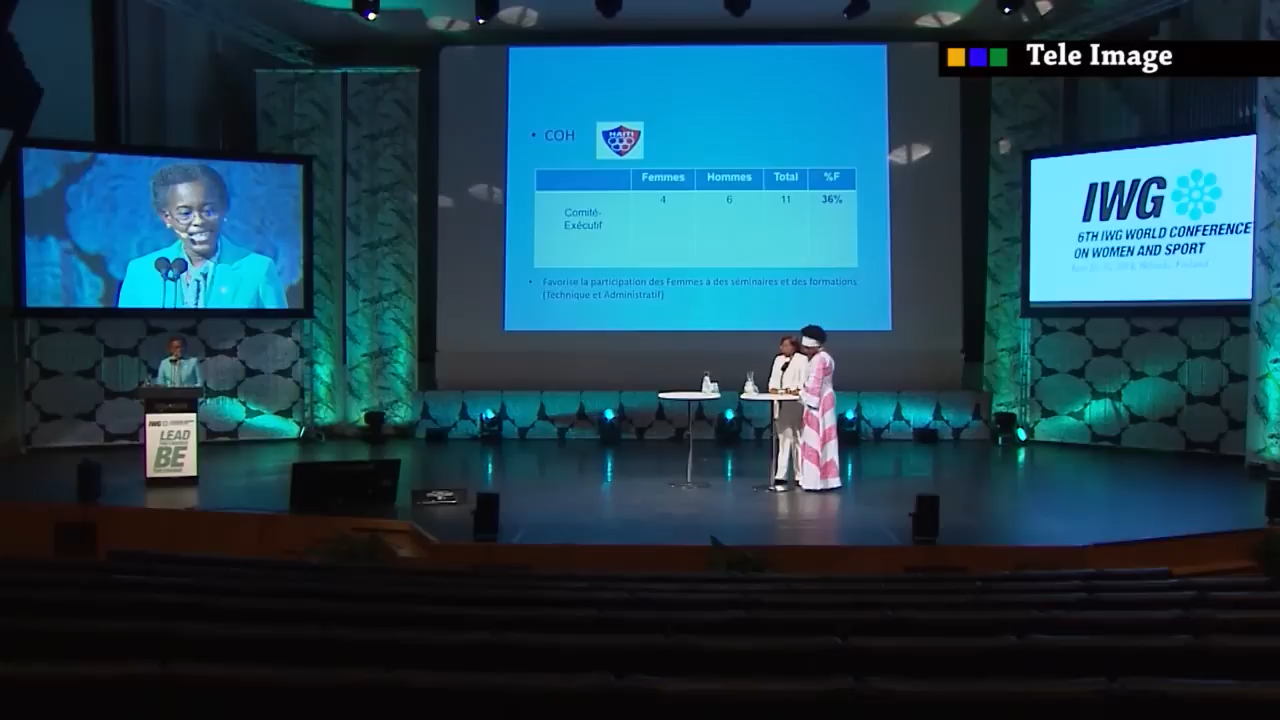 Tele Image
• COH
HAITI
Femmes Hommes Total %F
Comité-Exécutif 4 6 11 36%
• Favorise la participation des Femmes à des séminaires et des formations
(Technique et Administratif)
IWG
6TH IWG WORLD CONFERENCE
ON WOMEN AND SPORT
IWG
LEAD
BE